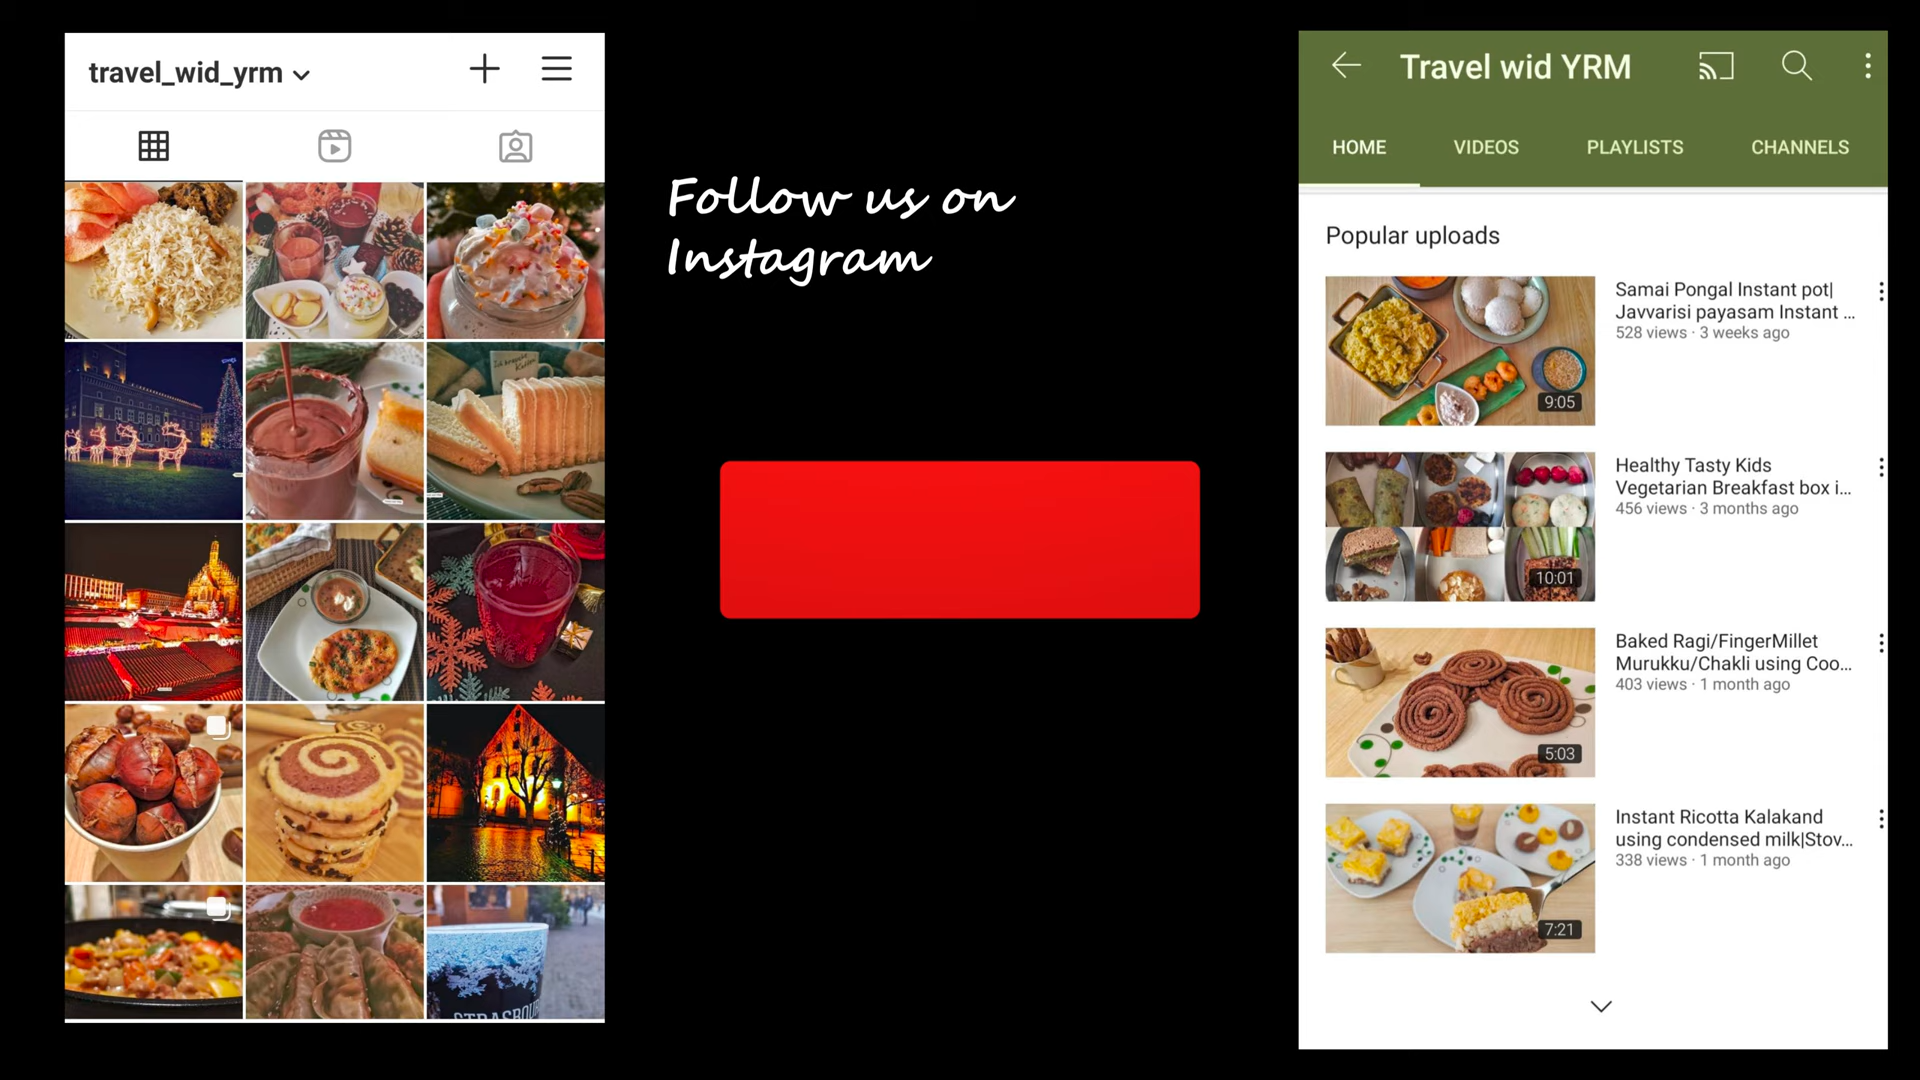 travel_wid_yrm
Follow us on
Instagram
STRASBOU
Travel wid YRM
HOME VIDEOS PLAYLISTS CHANNELS
Popular uploads
Samai Pongal Instant pot|
Javvarisi payasam Instant ...
528 views · 3 weeks ago
9:05
Healthy Tasty Kids
Vegetarian Breakfast box i...
456 views · 3 months ago
10:01
Baked Ragi/FingerMillet
Murukku/Chakli using Coo...
403 views · 1 month ago
5:03
Instant Ricotta Kalakand
using condensed milk|Stov...
338 views · 1 month ago
7:21